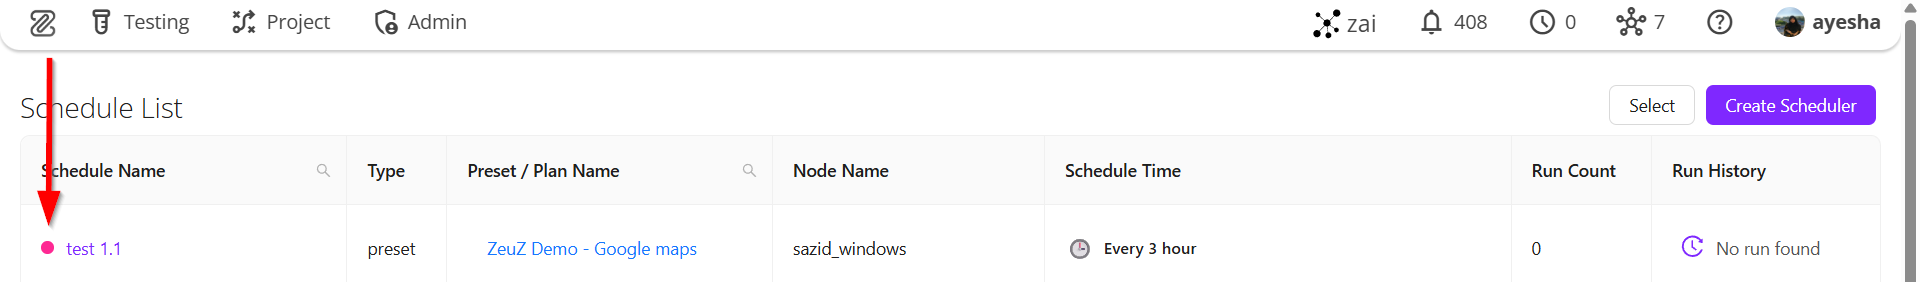 Testing Project Admin zai 408 0 7 ayesha
Schedule List Select Create Scheduler
Schedule Name Type Preset / Plan Name Node Name Schedule Time Run Count Run History
test 1.1 preset ZeuZ Demo - Google maps sazid_windows Every 3 hour 0 No run found